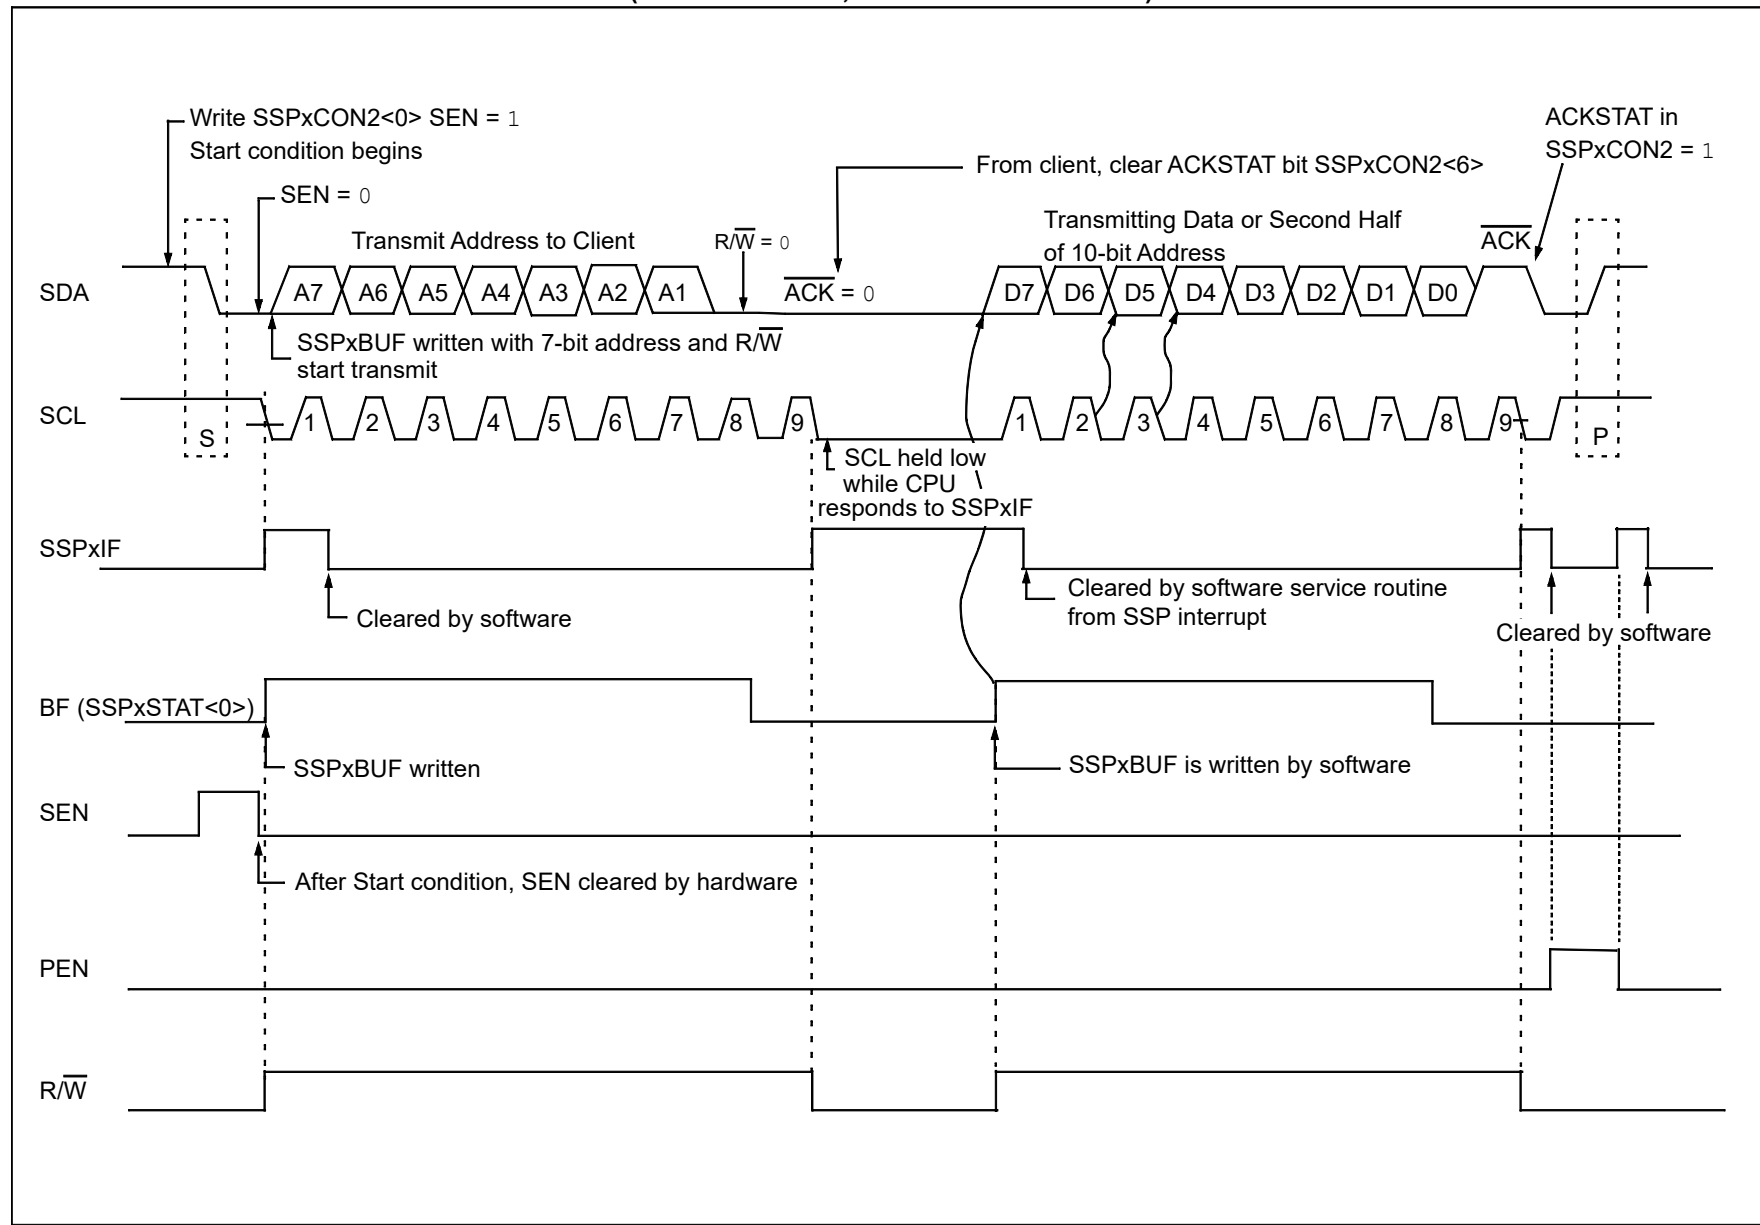 Write SSPxCON2<0> SEN = 1
Start condition begins
ACKSTAT in
SSPxCON2 = 1
From client, clear ACKSTAT bit SSPxCON2<6>
SEN = 0
Transmit Address to Client
R/W̅ = 0
Transmitting Data or Second Half
of 10-bit Address
A̅C̅K̅
SDA
A7 A6 A5 A4 A3 A2 A1
A̅C̅K̅ = 0
D7 D6 D5 D4 D3 D2 D1 D0
SSPxBUF written with 7-bit address and R/W̅
start transmit
SCL
S
1 2 3 4 5 6 7 8 9
1 2 3 4 5 6 7 8 9
P
SCL held low
while CPU
responds to SSPxIF
SSPxIF
Cleared by software
Cleared by software service routine
from SSP interrupt
Cleared by software
BF (SSPxSTAT<0>)
SSPxBUF written
SSPxBUF is written by software
SEN
After Start condition, SEN cleared by hardware
PEN
R/W̅